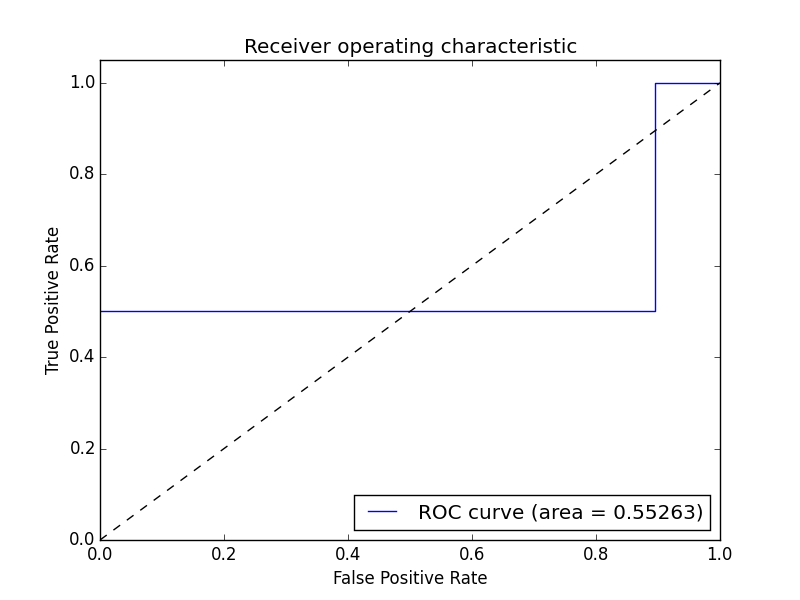 Receiver operating characteristic
True Positive Rate
1.0
0.8
0.6
0.4
0.2
0.0
ROC curve (area = 0.55263)
0.0 0.2 0.4 0.6 0.8 1.0
False Positive Rate